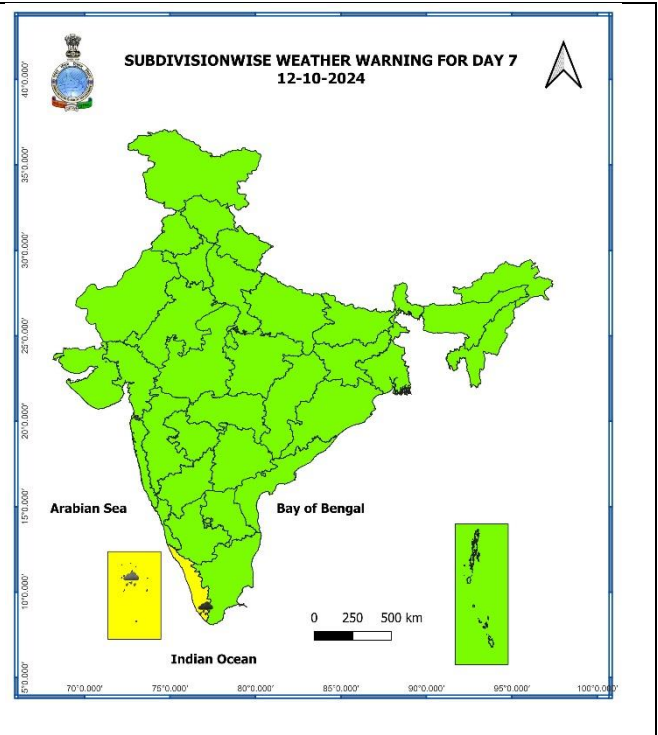 SUBDIVISIONWISE WEATHER WARNING FOR DAY 7
12-10-2024
40°0.000'
35°0.000'
30°0.000'
25°0.000'
20°0.000'
15°0.000'
10°0.000'
5°0.000'
Arabian Sea
Bay of Bengal
0 250 500 km
Indian Ocean
70°0.000' 75°0.000' 80°0.000' 85°0.000' 90°0.000' 95°0.000' 100°0.000'